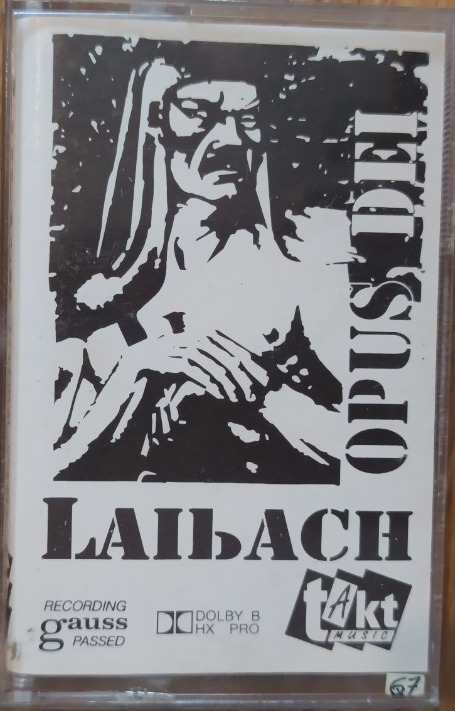 OPUS, DEI
LAIbACH
RECORDING
gauss
PASSED
DOLBY B
HX PRO
tAkt
MUSIC
67